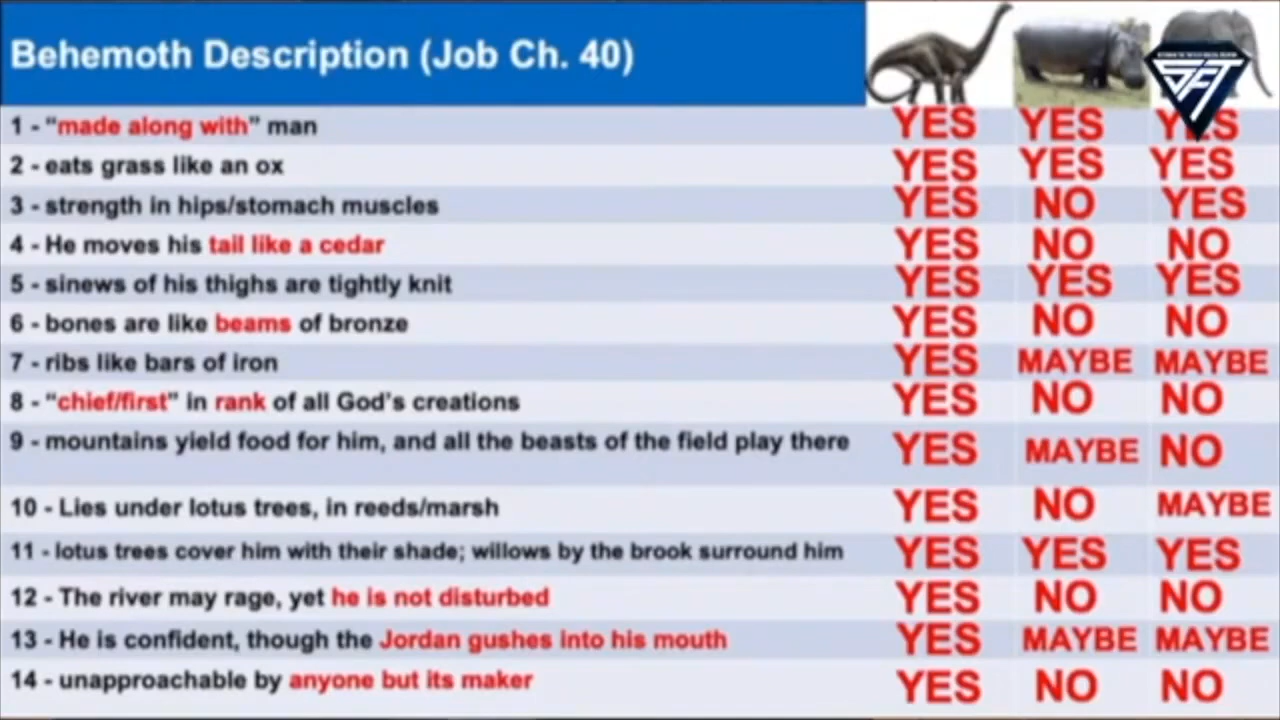 Behemoth Description (Job Ch. 40)
1 - “made along with” man YES YES YES
2 - eats grass like an ox YES YES YES
3 - strength in hips/stomach muscles YES NO YES
4 - He moves his tail like a cedar YES NO NO
5 - sinews of his thighs are tightly knit YES YES YES
6 - bones are like beams of bronze YES NO NO
7 - ribs like bars of iron YES MAYBE MAYBE
8 - “chief/first” in rank of all God’s creations YES NO NO
9 - mountains yield food for him, and all the beasts of the field play there YES MAYBE NO
10 - Lies under lotus trees, in reeds/marsh YES NO MAYBE
11 - lotus trees cover him with their shade; willows by the brook surround him YES YES YES
12 - The river may rage, yet he is not disturbed YES NO NO
13 - He is confident, though the Jordan gushes into his mouth YES MAYBE MAYBE
14 - unapproachable by anyone but its maker YES NO NO
SFT